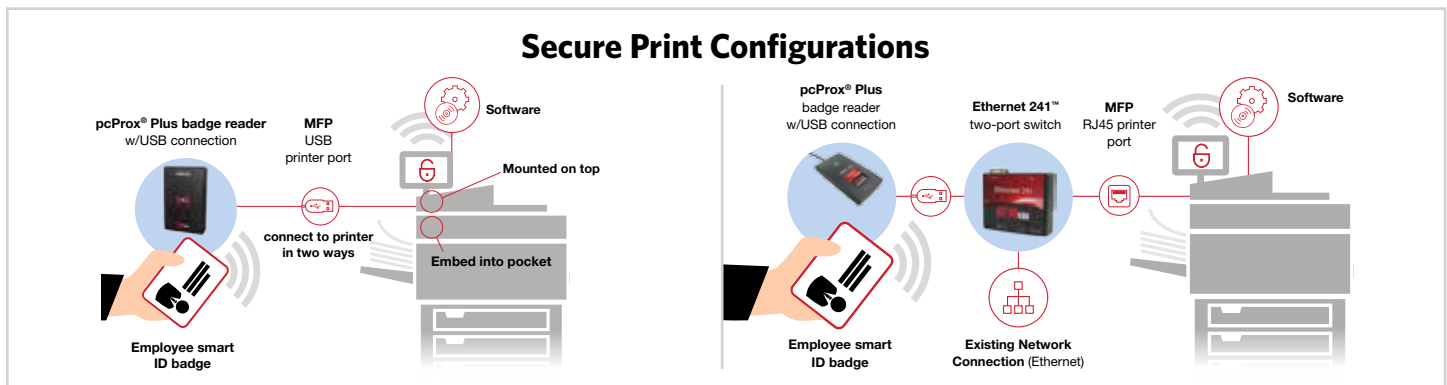 Secure Print Configurations
pcProx® Plus badge reader
w/USB connection
MFP
USB
printer port
Software
Mounted on top
connect to printer
in two ways
Embed into pocket
Employee smart
ID badge
pcProx® Plus
badge reader
w/USB connection
Ethernet 241™
two-port switch
MFP
RJ45 printer
port
Software
Ethernet 241
Employee smart
ID badge
Existing Network
Connection (Ethernet)